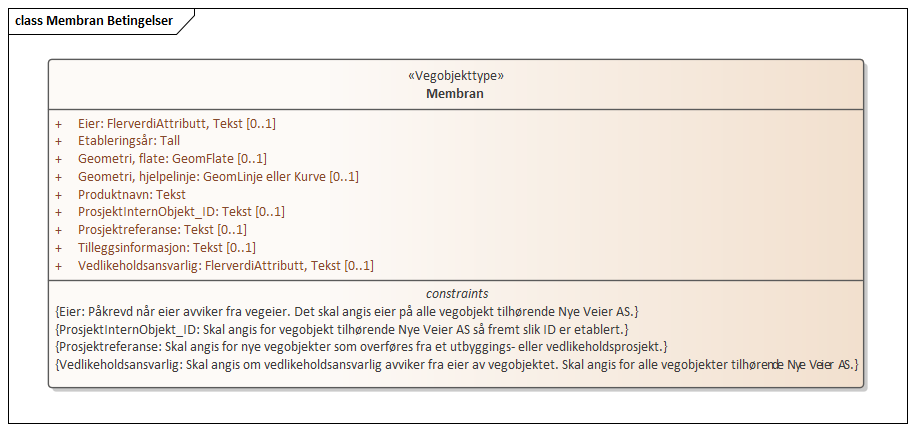 class Membran Betingelser
«Vegobjekttype»
Membran
+ Eier: FlerverdiAttributt, Tekst [0..1]
+ Etableringsår: Tall
+ Geometri, flate: GeomFlate [0..1]
+ Geometri, hjelpelinje: GeomLinje eller Kurve [0..1]
+ Produktnavn: Tekst
+ ProsjektInternObjekt_ID: Tekst [0..1]
+ Prosjektreferanse: Tekst [0..1]
+ Tilleggsinformasjon: Tekst [0..1]
+ Vedlikeholdsansvarlig: FlerverdiAttributt, Tekst [0..1]
constraints
{Eier: Påkrevd når eier avviker fra vegeier. Det skal angis eier på alle vegobjekt tilhørende Nye Veier AS.}
{ProsjektInternObjekt_ID: Skal angis for vegobjekt tilhørende Nye Veier AS så fremt slik ID er etablert.}
{Prosjektreferanse: Skal angis for nye vegobjekter som overføres fra et utbyggings- eller vedlikeholdsprosjekt.}
{Vedlikeholdsansvarlig: Skal angis om vedlikeholdsansvarlig avviker fra eier av vegobjektet. Skal angis for alle vegobjekter tilhørende Nye Veier AS.}